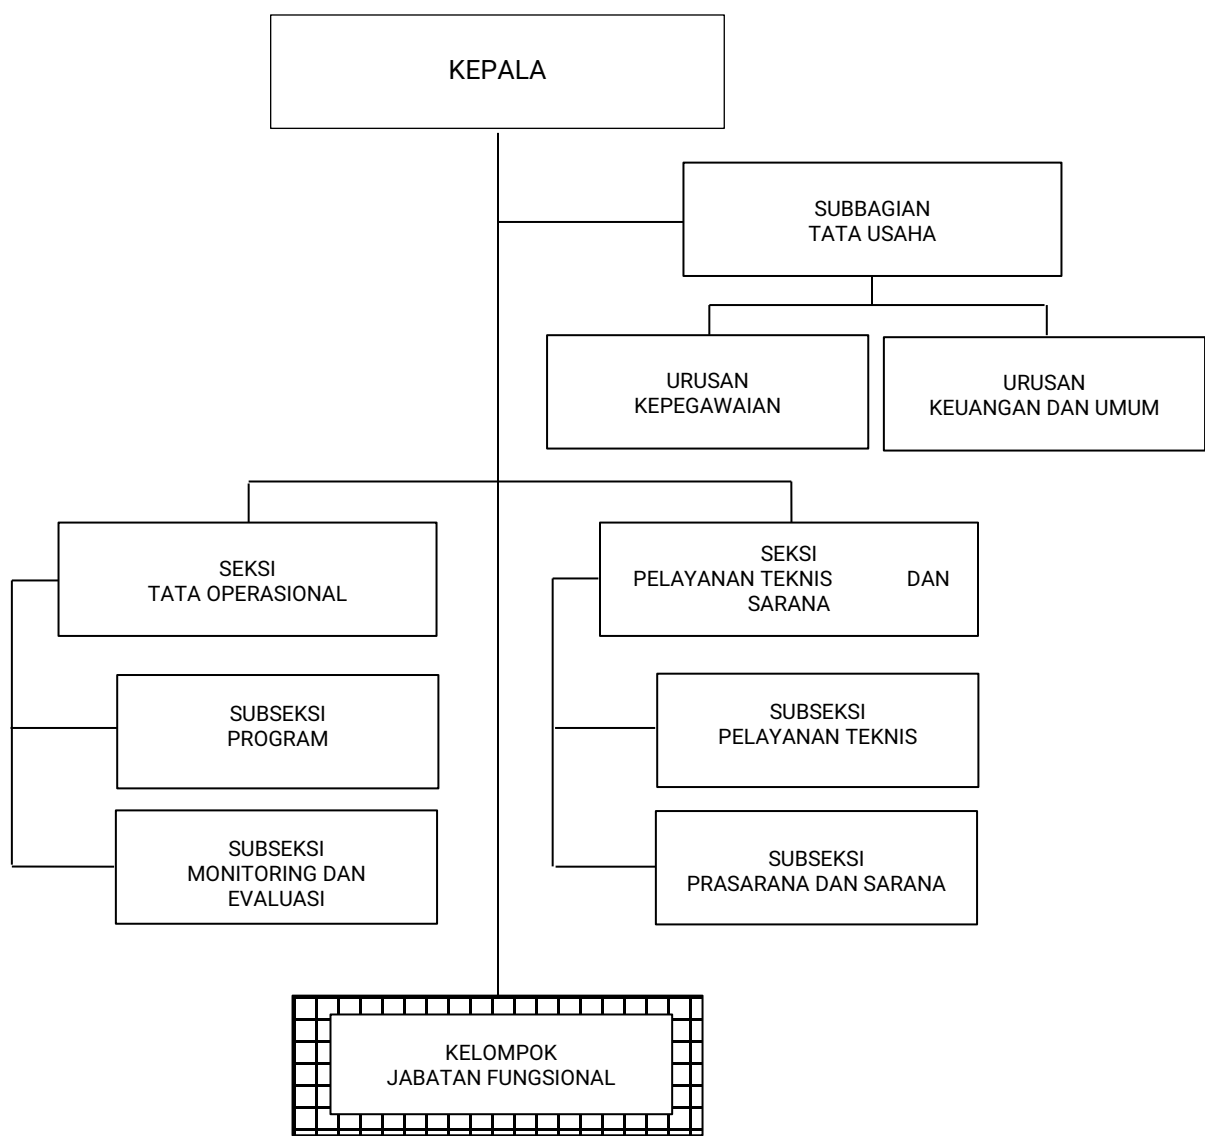 KEPALA
SUBBAGIAN
TATA USAHA
URUSAN
KEPEGAWAIAN
URUSAN
KEUANGAN DAN UMUM
SEKSI
TATA OPERASIONAL
SEKSI
PELAYANAN TEKNIS DAN
SARANA
SUBSEKSI
PROGRAM
SUBSEKSI
PELAYANAN TEKNIS
SUBSEKSI
MONITORING DAN
EVALUASI
SUBSEKSI
PRASARANA DAN SARANA
KELOMPOK
JABATAN FUNGSIONAL